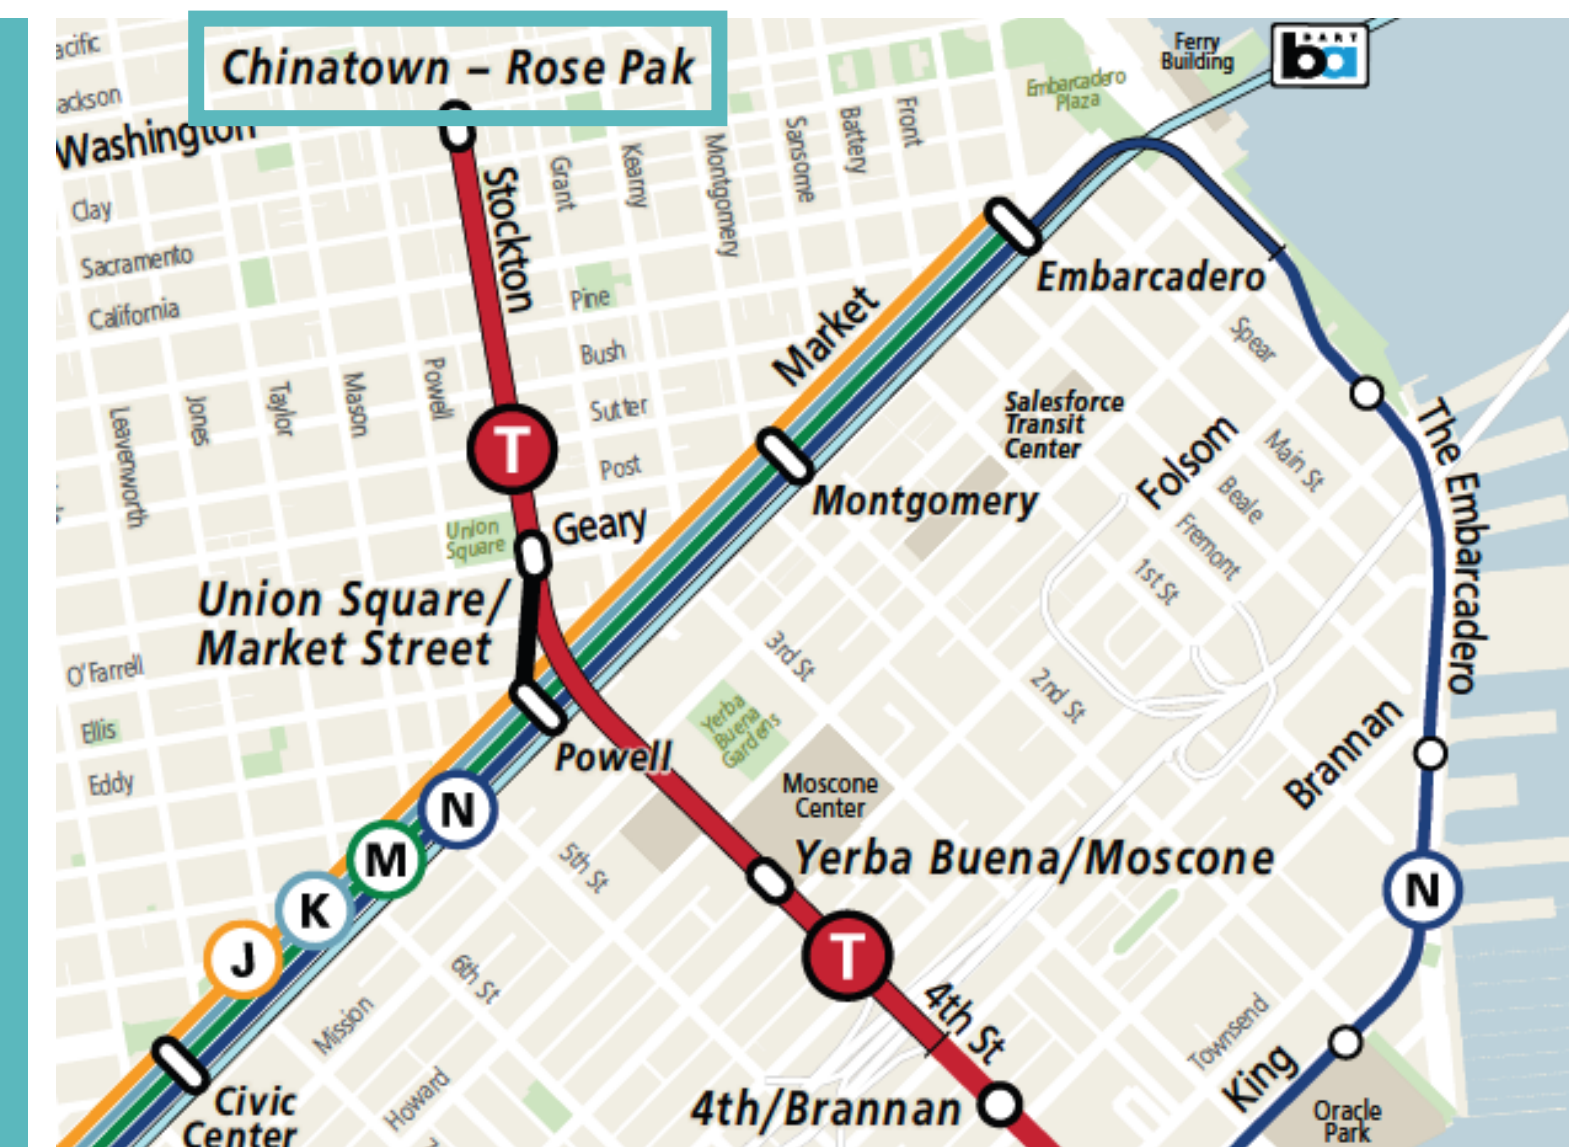 acific
Chinatown – Rose Pak
Ferry
Building
BART
ba
Embarcadero
Plaza
ackson
Washington
Stockton
Grant
Kearny
Montgomery
Sansome
Battery
Front
Clay
Sacramento
California
Pine
Embarcadero
Market
Spear
Bush
Leavenworth
Jones
Taylor
Mason
Powell
Sutter
Salesforce
Transit
Center
Folsom
Main St
The Embarcadero
T
Post
Montgomery
Beale
Fremont
1st St
Union
Square
Geary
Union Square/
Market Street
O'Farrell
3rd St
2nd St
Ellis
Yerba
Buena
Gardens
Powell
Brannan
Eddy
Moscone
Center
N
M
K
J
5th St
Yerba Buena/Moscone
N
T
6th St
4th St
Mission
Townsend
King
Civic
Center
Howard
4th/Brannan
Oracle
Park